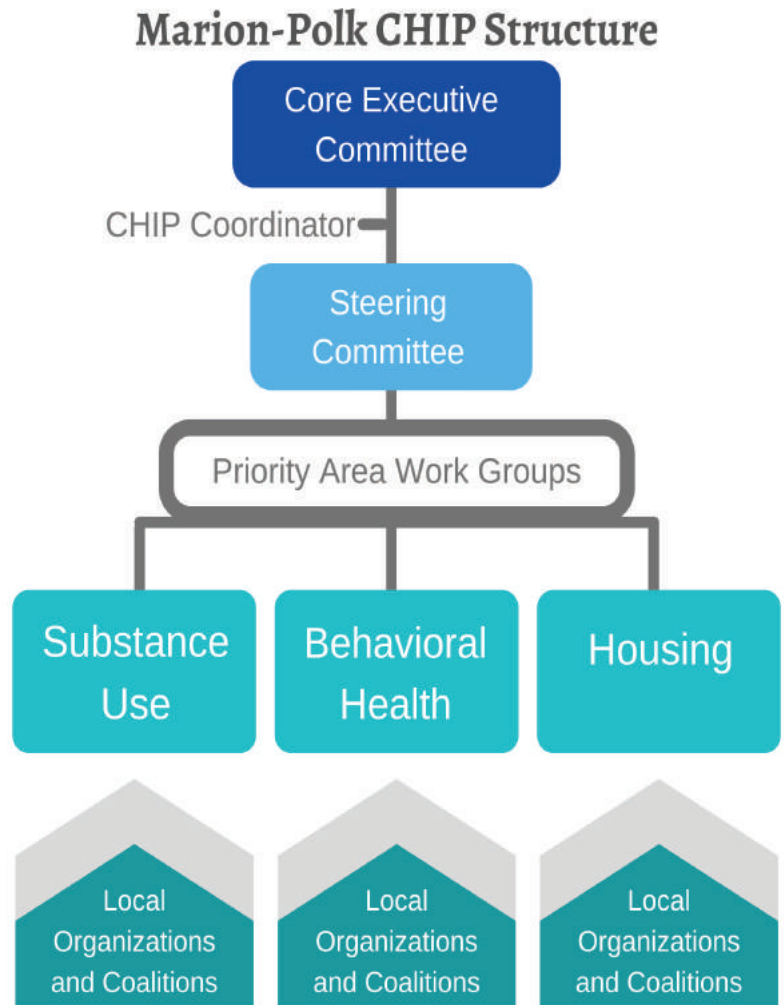 Marion-Polk CHIP Structure
Core Executive
Committee
CHIP Coordinator
Steering
Committee
Priority Area Work Groups
Substance
Use
Behavioral
Health
Housing
Local
Organizations
and Coalitions
Local
Organizations
and Coalitions
Local
Organizations
and Coalitions